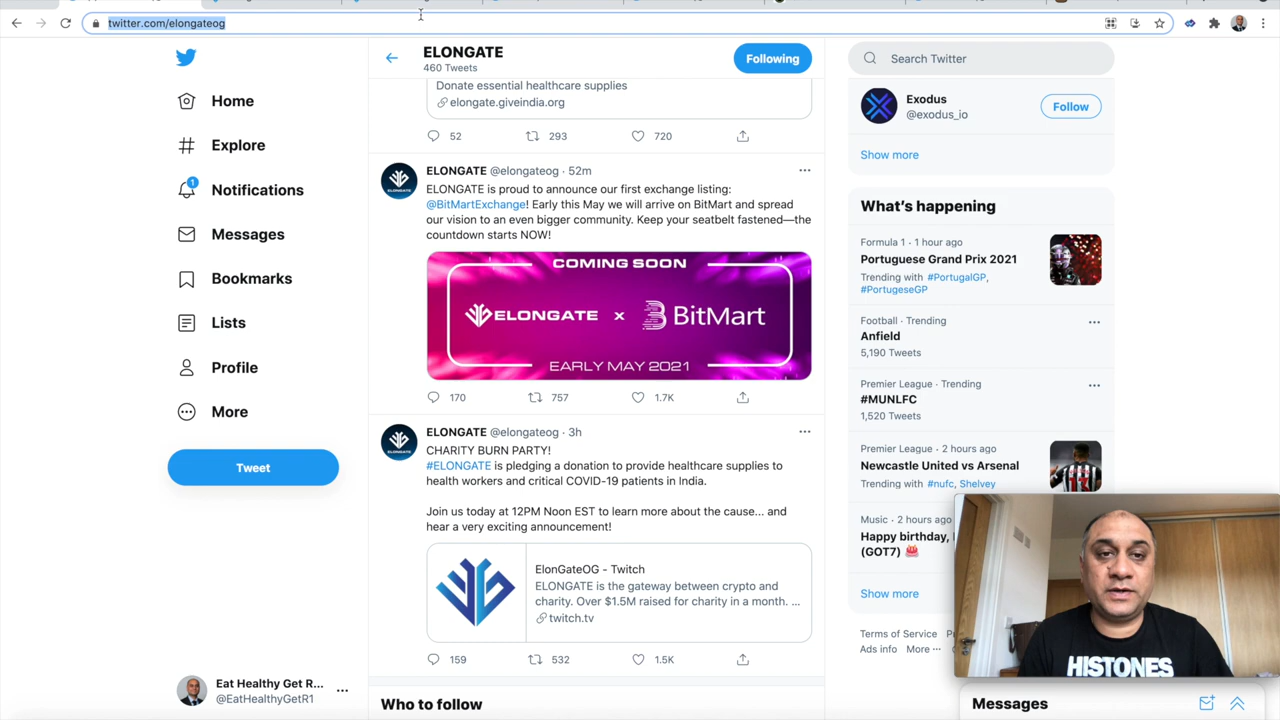 twitter.com/elongateog
ELONGATE
460 Tweets
Following
Donate essential healthcare supplies
elongate.giveindia.org
52 293 720
Home
Explore
1
Notifications
Messages
Bookmarks
Lists
Profile
More
Tweet
Eat Healthy Get R...
@EatHealthyGetR1
ELONGATE @elongateog · 52m
ELONGATE is proud to announce our first exchange listing:
@BitMartExchange! Early this May we will arrive on BitMart and spread
our vision to an even bigger community. Keep your seatbelt fastened—the
countdown starts NOW!
COMING SOON
ELONGATE x BitMart
EARLY MAY 2021
170 757 1.7K
ELONGATE @elongateog · 3h
CHARITY BURN PARTY!
#ELONGATE is pledging a donation to provide healthcare supplies to
health workers and critical COVID-19 patients in India.
Join us today at 12PM Noon EST to learn more about the cause... and
hear a very exciting announcement!
ELONGATE
ElonGateOG - Twitch
ELONGATE is the gateway between crypto and
charity. Over $1.5M raised for charity in a month. ...
twitch.tv
159 532 1.5K
Who to follow
Search Twitter
Exodus
@exodus_io
Follow
Show more
What's happening
Formula 1 · 1 hour ago
Portuguese Grand Prix 2021
Trending with #PortugalGP,
#PortugeseGP
Football · Trending
Anfield
5,190 Tweets
Premier League · Trending
#MUNLFC
1,520 Tweets
Premier League · 2 hours ago
Newcastle United vs Arsenal
Trending with #nufc, Shelvey
Music · 2 hours ago
Happy birthday,
(GOT7)
Show more
Terms of Service
Ads info More ···
HISTONES
Messages